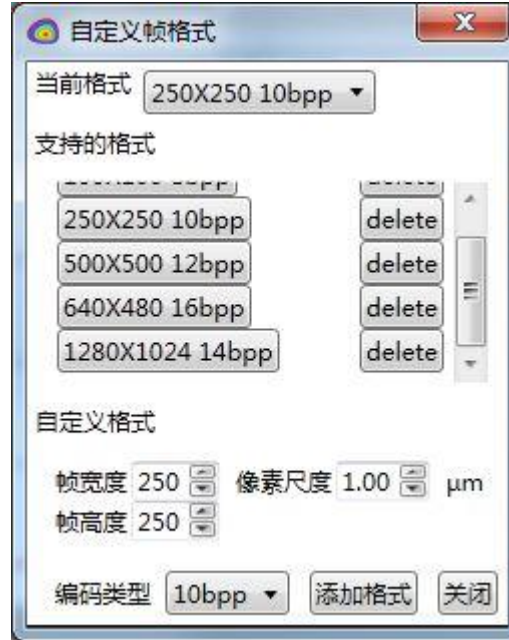 自定义帧格式
当前格式 250X250 10bpp
支持的格式
250X250 10bpp delete
500X500 12bpp delete
640X480 16bpp delete
1280X1024 14bpp delete
自定义格式
帧宽度 250 像素尺度 1.00 μm
帧高度 250
编码类型 10bpp 添加格式 关闭